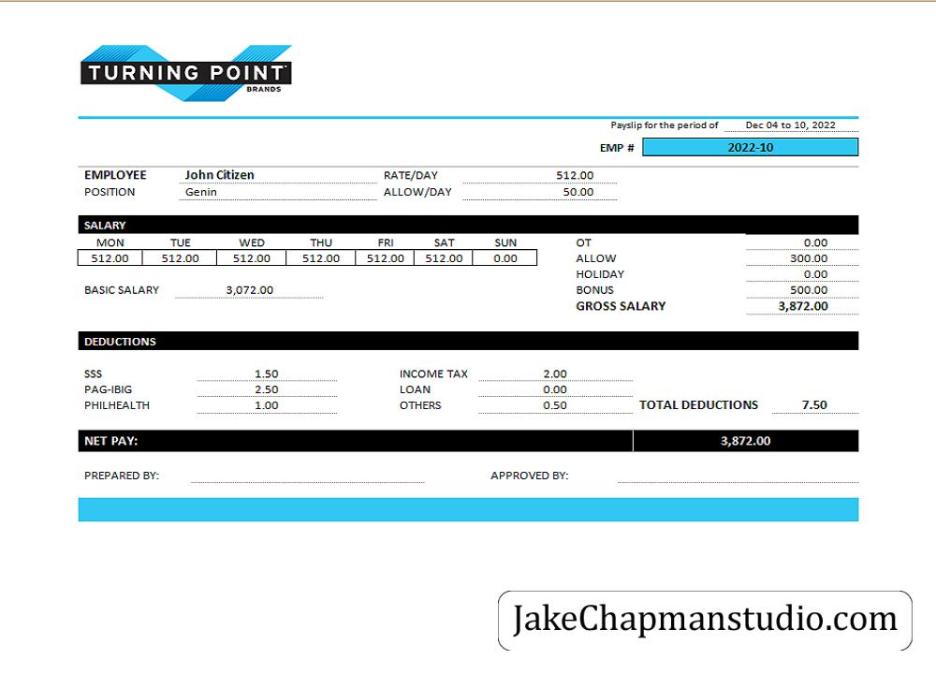 TURNING POINT
BRANDS
Payslip for the period of Dec 04 to 10, 2022
EMP # 2022-10
EMPLOYEE John Citizen RATE/DAY 512.00
POSITION Genin ALLOW/DAY 50.00
SALARY
MON TUE WED THU FRI SAT SUN OT 0.00
512.00 512.00 512.00 512.00 512.00 512.00 0.00 ALLOW 300.00
HOLIDAY 0.00
BASIC SALARY 3,072.00 BONUS 500.00
GROSS SALARY 3,872.00
DEDUCTIONS
SSS 1.50 INCOME TAX 2.00
PAG-IBIG 2.50 LOAN 0.00
PHILHEALTH 1.00 OTHERS 0.50 TOTAL DEDUCTIONS 7.50
NET PAY: 3,872.00
PREPARED BY: APPROVED BY:
JakeChapmanstudio.com